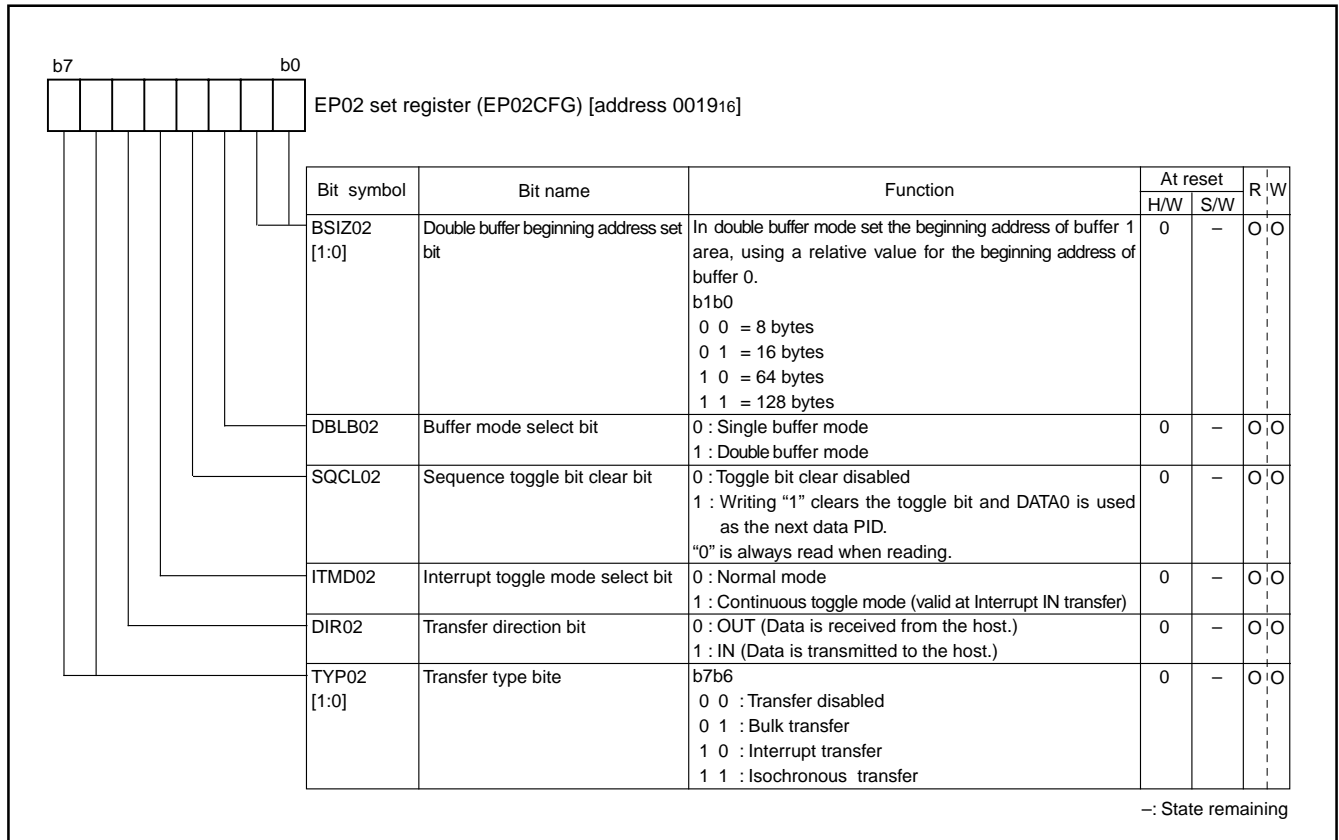 b7 b0
EP02 set register (EP02CFG) [address 001916]
Bit symbol Bit name Function At reset R W
H/W S/W
BSIZ02 Double buffer beginning address set In double buffer mode set the beginning address of buffer 1 0 – O O
[1:0] bit area, using a relative value for the beginning address of
buffer 0.
b1b0
0 0 = 8 bytes
0 1 = 16 bytes
1 0 = 64 bytes
1 1 = 128 bytes
DBLB02 Buffer mode select bit 0 : Single buffer mode 0 – O O
1 : Double buffer mode
SQCL02 Sequence toggle bit clear bit 0 : Toggle bit clear disabled 0 – O O
1 : Writing “1” clears the toggle bit and DATA0 is used
as the next data PID.
“0” is always read when reading.
ITMD02 Interrupt toggle mode select bit 0 : Normal mode 0 – O O
1 : Continuous toggle mode (valid at Interrupt IN transfer)
DIR02 Transfer direction bit 0 : OUT (Data is received from the host.) 0 – O O
1 : IN (Data is transmitted to the host.)
TYP02 Transfer type bite b7b6 0 – O O
[1:0] 0 0 : Transfer disabled
0 1 : Bulk transfer
1 0 : Interrupt transfer
1 1 : Isochronous transfer
–: State remaining